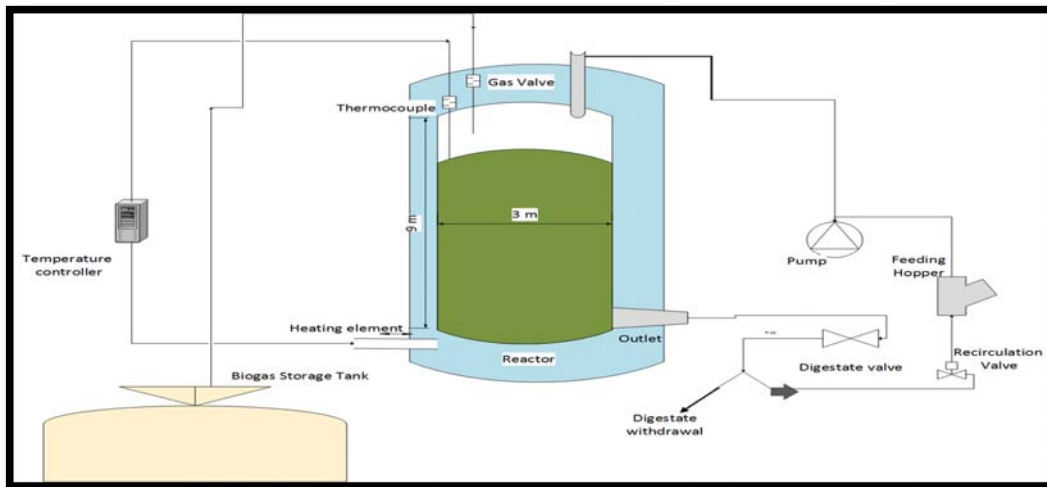 Gas Valve
Thermocouple
9 m
3 m
Temperature
controller
Pump
Feeding
Hopper
Heating element
Outlet
Reactor
Recirculation
Valve
Digestate valve
Biogas Storage Tank
Digestate
withdrawal